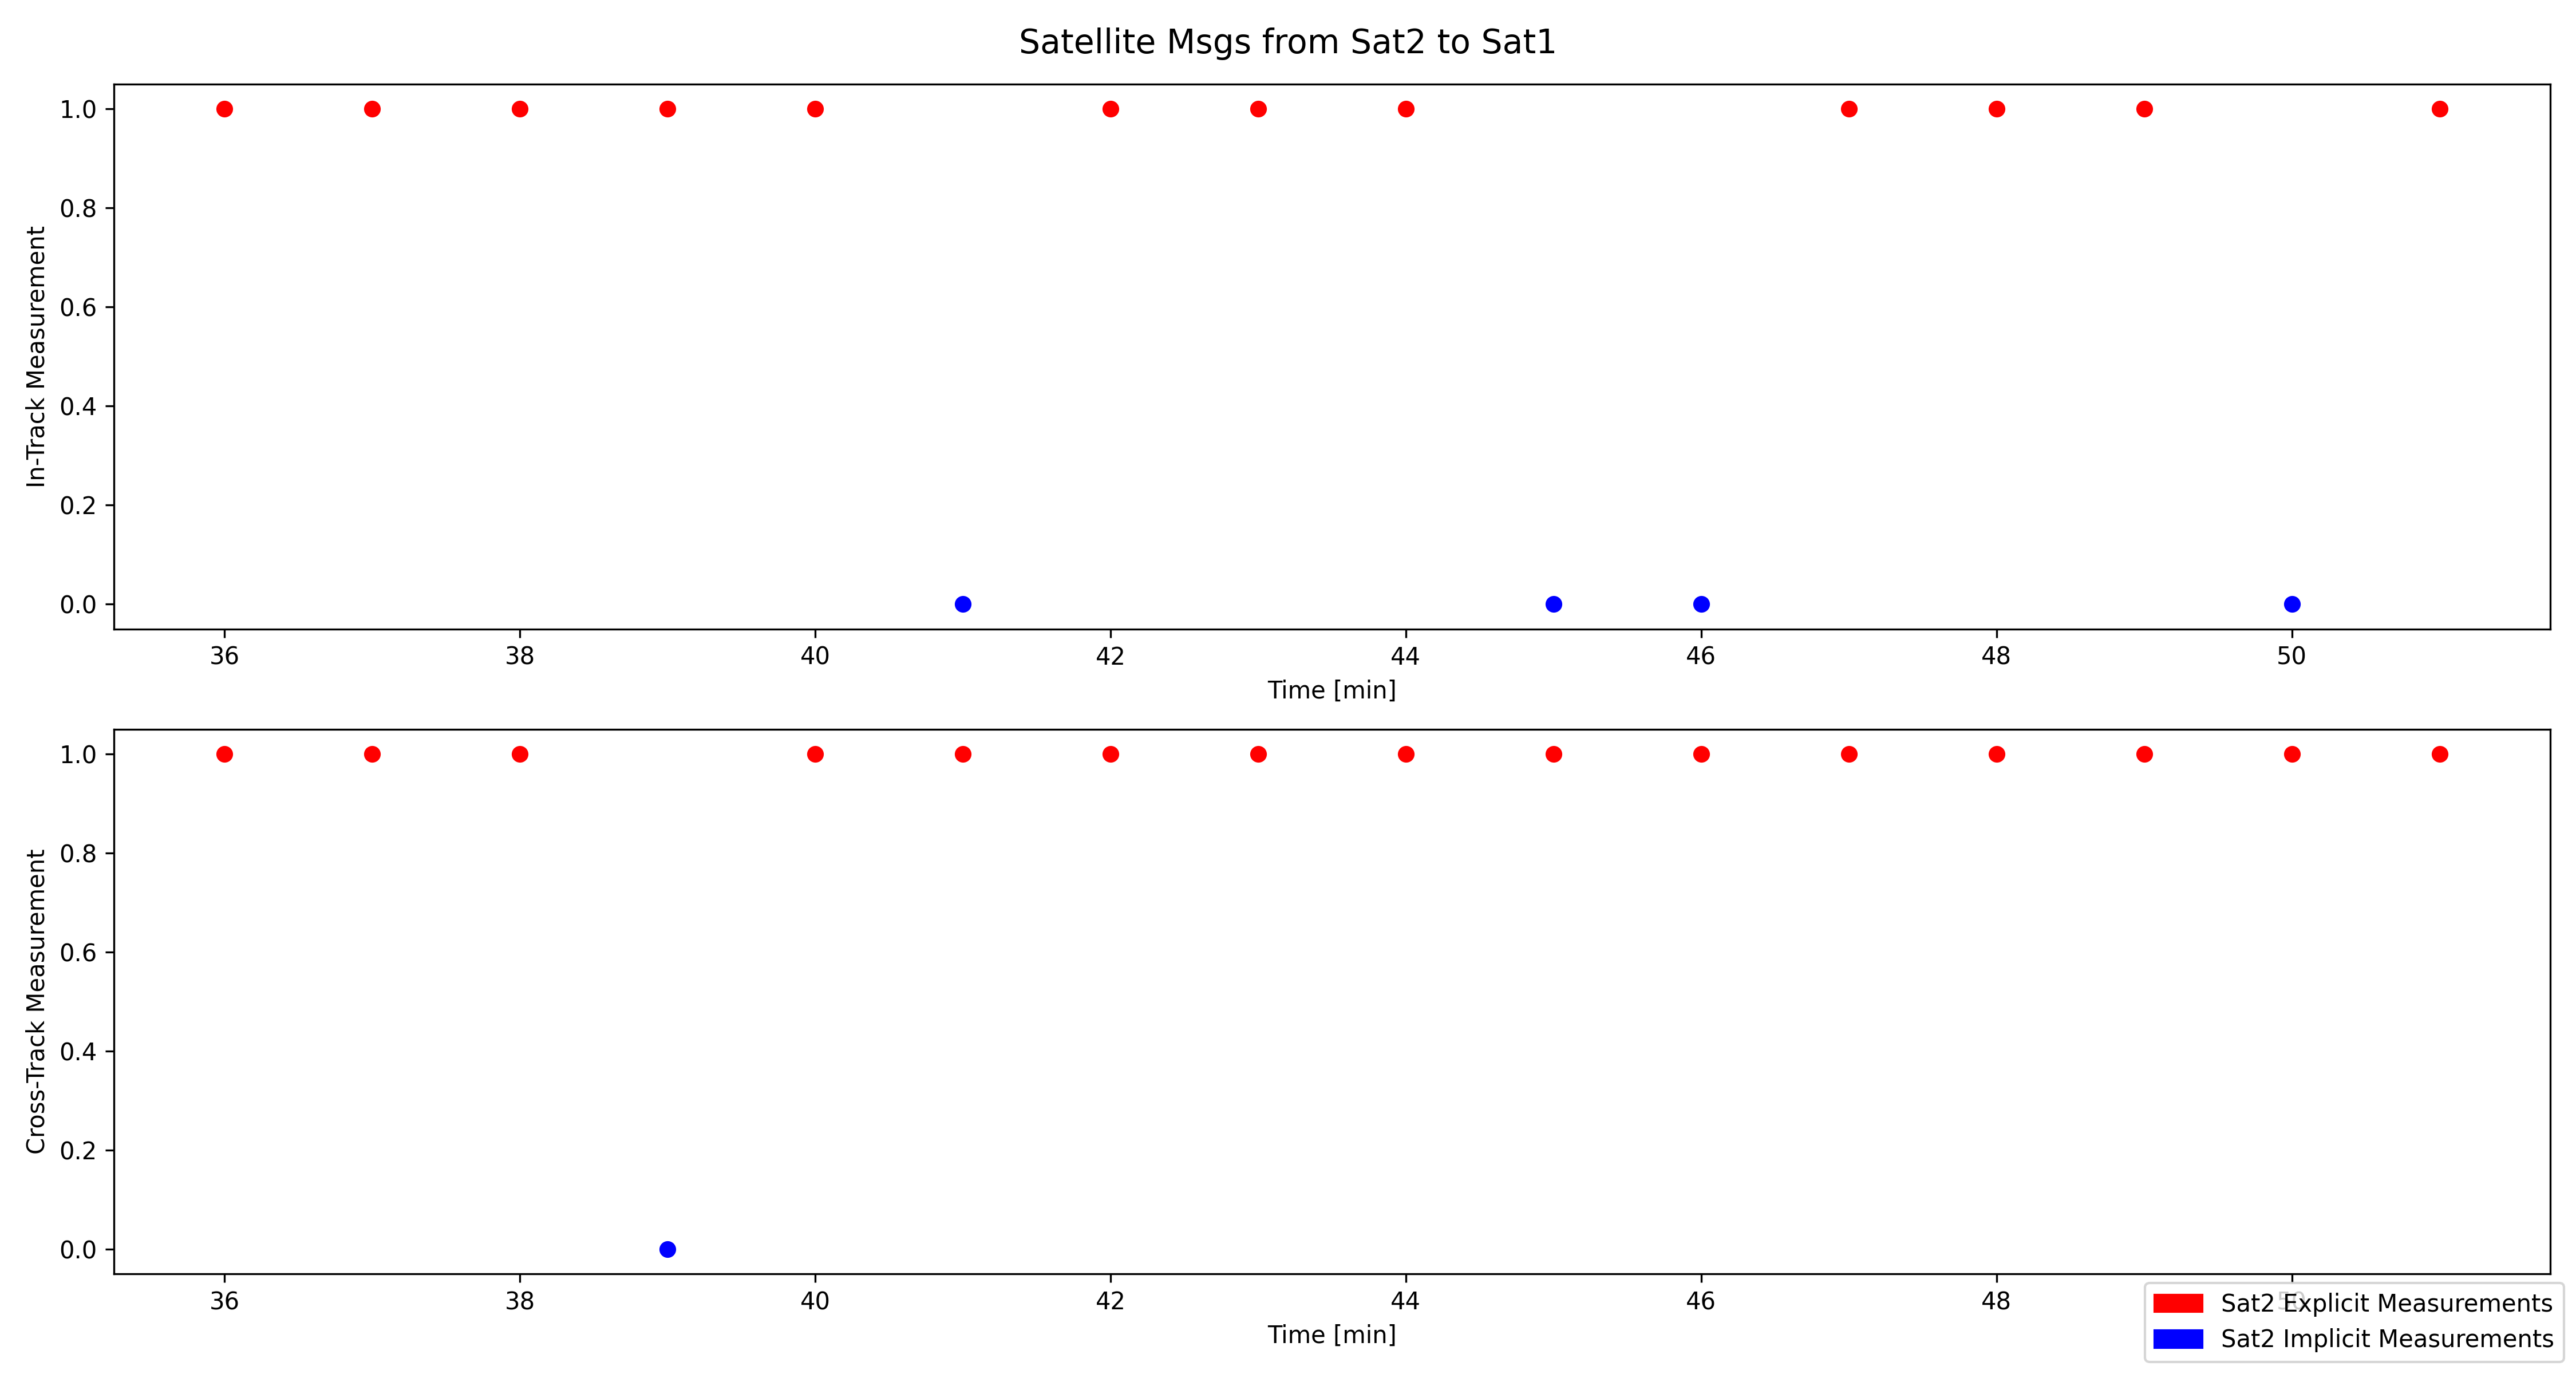 Satellite Msgs from Sat2 to Sat1
In-Track Measurement
1.0
0.8
0.6
0.4
0.2
0.0
36 38 40 42 44 46 48 50
Time [min]
Cross-Track Measurement
1.0
0.8
0.6
0.4
0.2
0.0
36 38 40 42 44 46 48 50
Time [min]
Sat2 Explicit Measurements
Sat2 Implicit Measurements